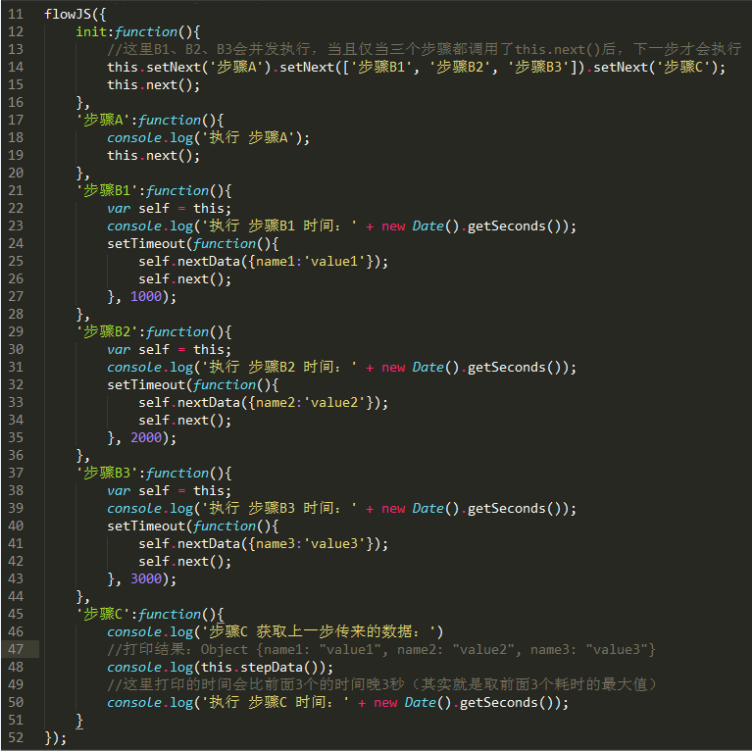 11 flowJS({
12     init:function(){
13         //这里B1、B2、B3会并发执行，当且仅当三个步骤都调用了this.next()后，下一步才会执行
14         this.setNext('步骤A').setNext(['步骤B1', '步骤B2', '步骤B3']).setNext('步骤C');
15         this.next();
16     },
17     '步骤A':function(){
18         console.log('执行 步骤A');
19         this.next();
20     },
21     '步骤B1':function(){
22         var self = this;
23         console.log('执行 步骤B1 时间：' + new Date().getSeconds());
24         setTimeout(function(){
25             self.nextData({name1:'value1'});
26             self.next();
27         }, 1000);
28     },
29     '步骤B2':function(){
30         var self = this;
31         console.log('执行 步骤B2 时间：' + new Date().getSeconds());
32         setTimeout(function(){
33             self.nextData({name2:'value2'});
34             self.next();
35         }, 2000);
36     },
37     '步骤B3':function(){
38         var self = this;
39         console.log('执行 步骤B3 时间：' + new Date().getSeconds());
40         setTimeout(function(){
41             self.nextData({name3:'value3'});
42             self.next();
43         }, 3000);
44     },
45     '步骤C':function(){
46         console.log('步骤C 获取上一步传来的数据：')
47         //打印结果：Object {name1: "value1", name2: "value2", name3: "value3"}
48         console.log(this.stepData());
49         //这里打印的时间会比前面3个的时间晚3秒（其实就是取前面3个耗时的最大值）
50         console.log('执行 步骤C 时间：' + new Date().getSeconds());
51     }
52 });